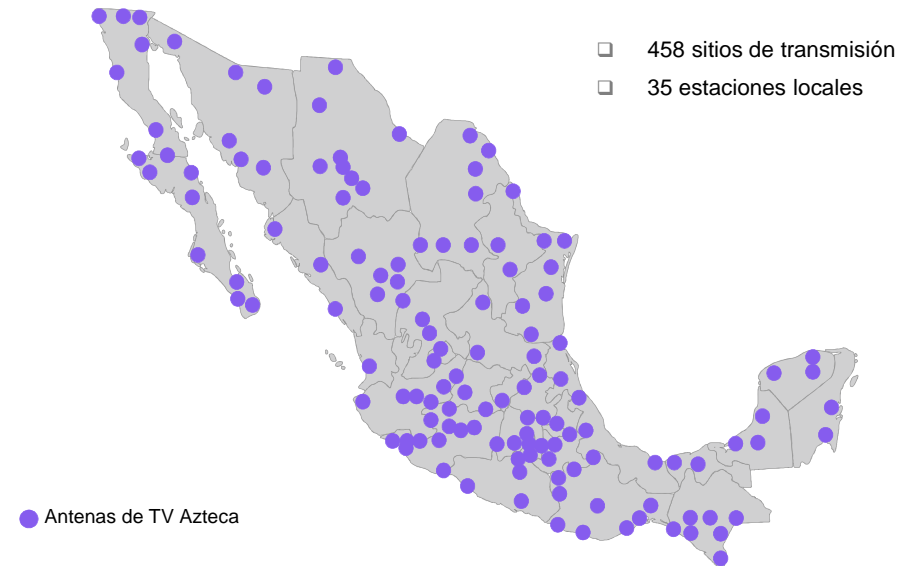 458 sitios de transmisión
35 estaciones locales
Antenas de TV Azteca